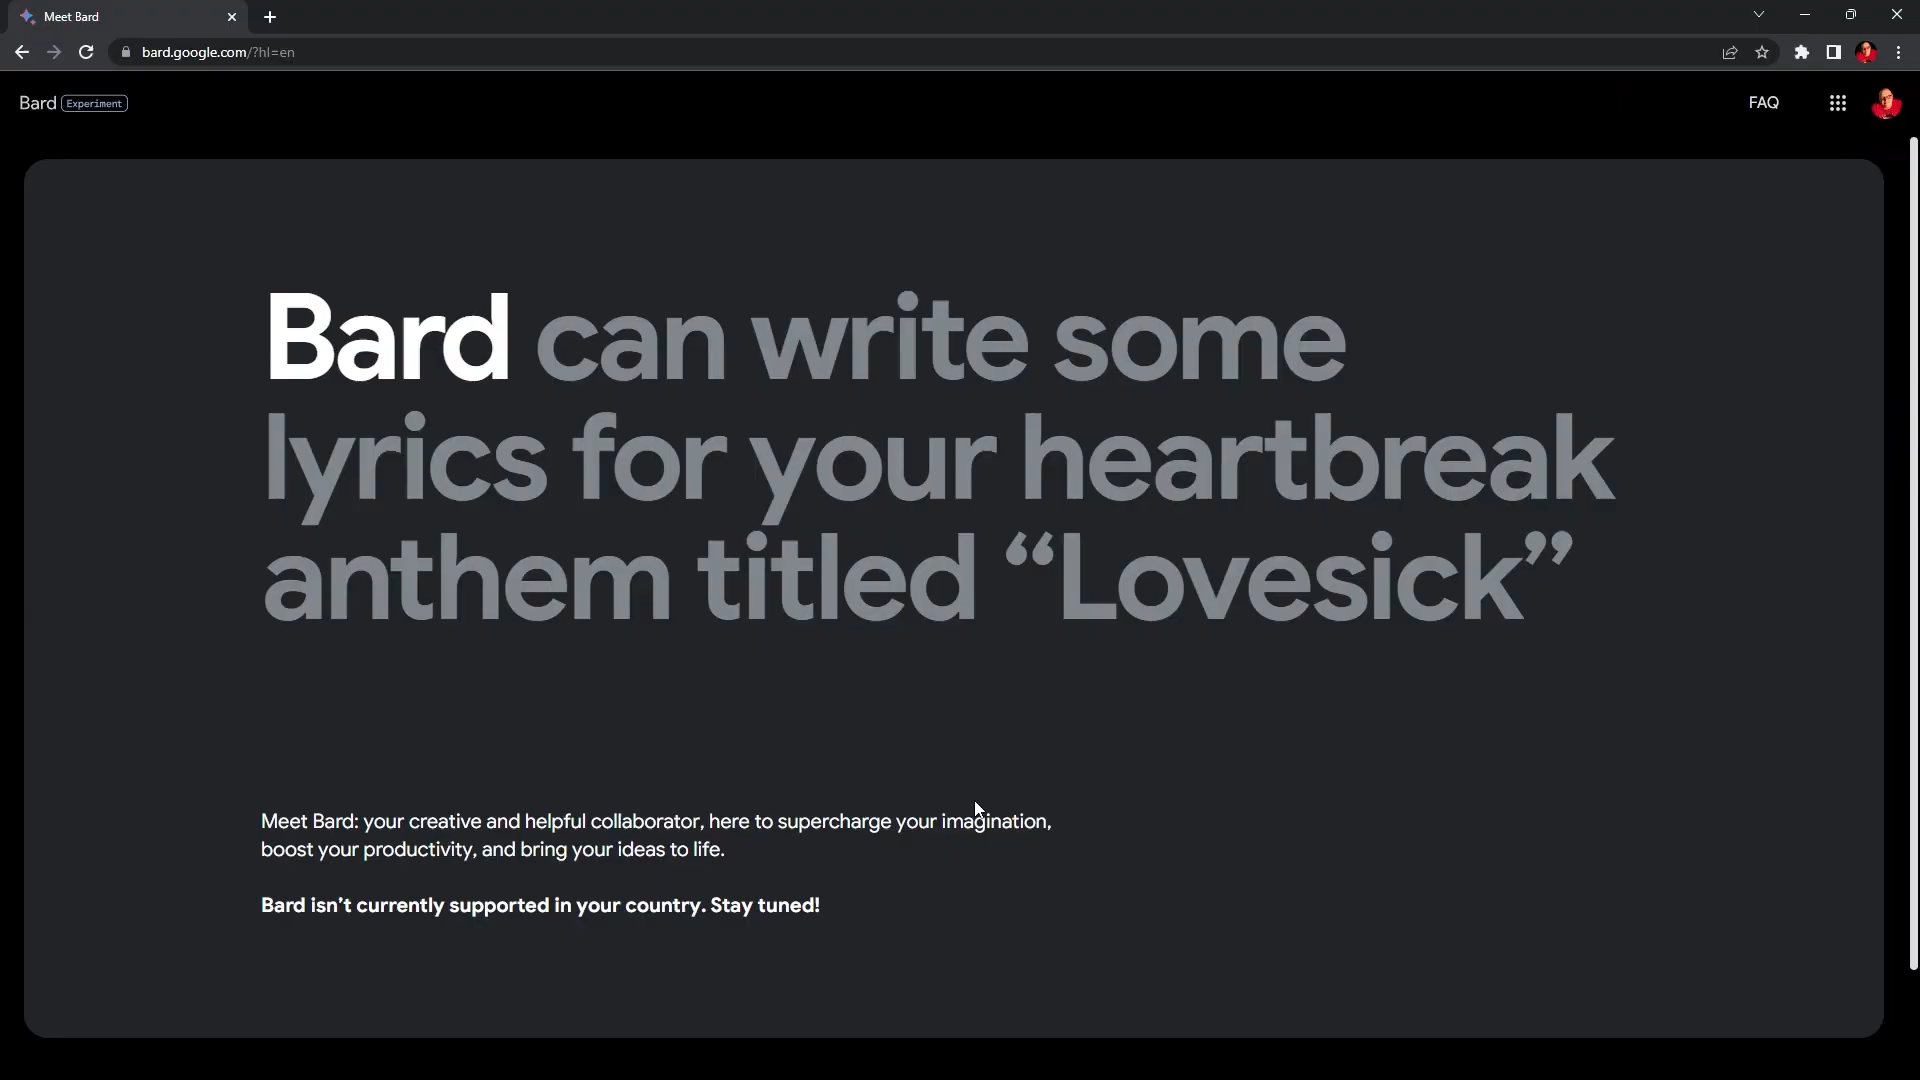 Meet Bard
bard.google.com/?hl=en
Bard Experiment
FAQ
Bard can write some
lyrics for your heartbreak
anthem titled “Lovesick”
Meet Bard: your creative and helpful collaborator, here to supercharge your imagination,
boost your productivity, and bring your ideas to life.
Bard isn’t currently supported in your country. Stay tuned!